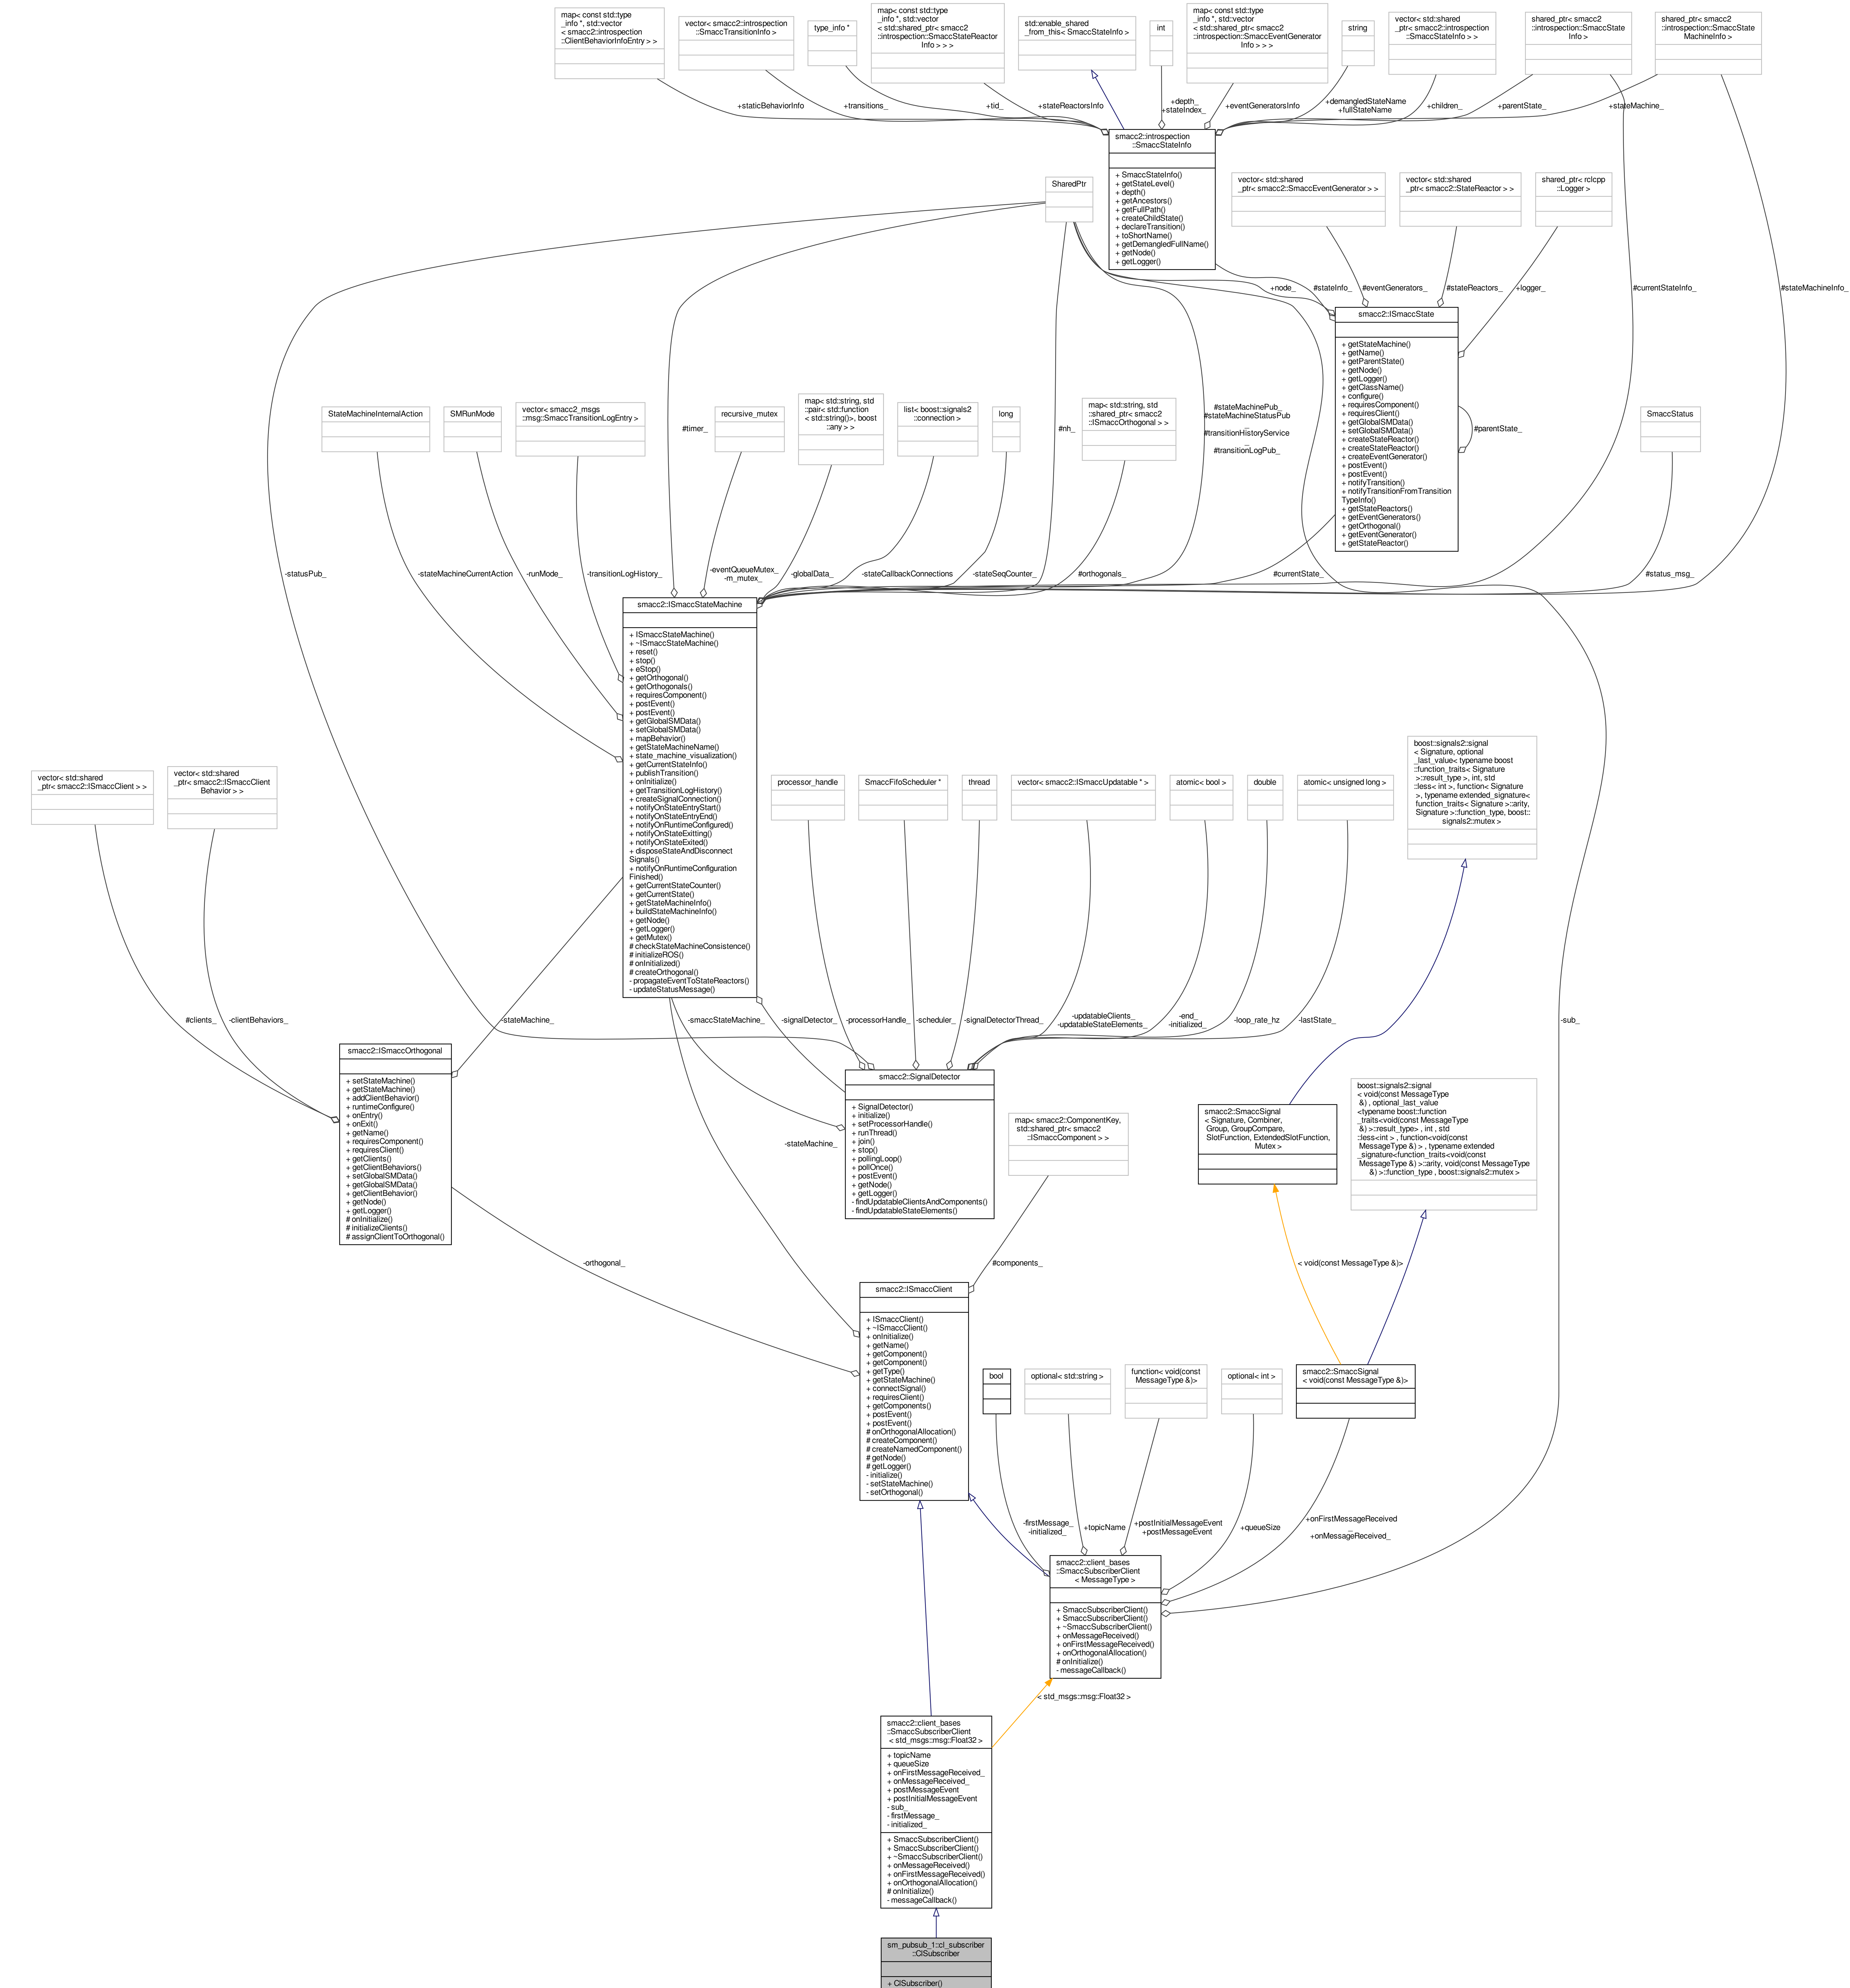 map< const std::type
_info *, std::vector
< smacc2::introspection
::ClientBehaviorInfoEntry > >
vector< smacc2::introspection
::SmaccTransitionInfo >
type_info *
map< const std::type
_info *, std::vector
< std::shared_ptr< smacc2
::introspection::SmaccStateReactor
Info > > >
std::enable_shared
_from_this< SmaccStateInfo >
int
map< const std::type
_info *, std::vector
< std::shared_ptr< smacc2
::introspection::SmaccEventGenerator
Info > > >
string
vector< std::shared
_ptr< smacc2::introspection
::SmaccStateInfo > >
shared_ptr< smacc2
::introspection::SmaccState
Info >
shared_ptr< smacc2
::introspection::SmaccState
MachineInfo >
+staticBehaviorInfo
+transitions_
+tid_
+stateReactorsInfo
+depth_
+stateIndex_
+eventGeneratorsInfo
+demangledStateName
+fullStateName
+children_
+parentState_
+stateMachine_
smacc2::introspection
::SmaccStateInfo
+ SmaccStateInfo()
+ getStateLevel()
+ depth()
+ getAncestors()
+ getFullPath()
+ createChildState()
+ declareTransition()
+ toShortName()
+ getDemangledFullName()
+ getNode()
+ getLogger()
SharedPtr
vector< std::shared
_ptr< smacc2::SmaccEventGenerator > >
vector< std::shared
_ptr< smacc2::StateReactor > >
shared_ptr< rclcpp
::Logger >
+node_
#stateInfo_
#eventGenerators_
#stateReactors_
+logger_
#currentStateInfo_
#stateMachineInfo_
smacc2::ISmaccState
+ getStateMachine()
+ getName()
+ getParentState()
+ getNode()
+ getLogger()
+ getClassName()
+ configure()
+ requiresComponent()
+ requiresClient()
+ getGlobalSMData()
+ setGlobalSMData()
+ createStateReactor()
+ createStateReactor()
+ createEventGenerator()
+ postEvent()
+ postEvent()
+ notifyTransition()
+ notifyTransitionFromTransition
TypeInfo()
+ getStateReactors()
+ getEventGenerators()
+ getOrthogonal()
+ getEventGenerator()
+ getStateReactor()
#parentState_
StateMachineInternalAction
SMRunMode
vector< smacc2_msgs
::msg::SmaccTransitionLogEntry >
#timer_
recursive_mutex
map< std::string, std
::pair< std::function
< std::string()>, boost
::any > >
list< boost::signals2
::connection >
long
#nh_
map< std::string, std
::shared_ptr< smacc2
::ISmaccOrthogonal > >
#stateMachinePub_
#stateMachineStatusPub
_
#transitionHistoryService
_
#transitionLogPub_
SmaccStatus
-statusPub_
-stateMachineCurrentAction
-runMode_
-transitionLogHistory_
-eventQueueMutex_
-m_mutex_
-globalData_
-stateCallbackConnections
-stateSeqCounter_
#orthogonals_
#currentState_
#status_msg_
smacc2::ISmaccStateMachine
+ ISmaccStateMachine()
+ ~ISmaccStateMachine()
+ reset()
+ stop()
+ eStop()
+ getOrthogonal()
+ getOrthogonals()
+ requiresComponent()
+ postEvent()
+ postEvent()
+ getGlobalSMData()
+ setGlobalSMData()
+ mapBehavior()
+ getStateMachineName()
+ state_machine_visualization()
+ getCurrentStateInfo()
+ publishTransition()
+ onInitialize()
+ getTransitionLogHistory()
+ createSignalConnection()
+ notifyOnStateEntryStart()
+ notifyOnStateEntryEnd()
+ notifyOnRuntimeConfigured()
+ notifyOnStateExitting()
+ notifyOnStateExited()
+ disposeStateAndDisconnect
Signals()
+ notifyOnRuntimeConfiguration
Finished()
+ getCurrentStateCounter()
+ getCurrentState()
+ getStateMachineInfo()
+ buildStateMachineInfo()
+ getNode()
+ getLogger()
+ getMutex()
# checkStateMachineConsistence()
# initializeROS()
# onInitialized()
# createOrthogonal()
- propagateEventToStateReactors()
- updateStatusMessage()
vector< std::shared
_ptr< smacc2::ISmaccClient > >
vector< std::shared
_ptr< smacc2::ISmaccClient
Behavior > >
processor_handle
SmaccFifoScheduler *
thread
vector< smacc2::ISmaccUpdatable * >
atomic< bool >
double
atomic< unsigned long >
boost::signals2::signal
< Signature, optional
_last_value< typename boost
::function_traits< Signature
>::result_type >, int, std
::less< int >, function< Signature
>, typename extended_signature<
function_traits< Signature >::arity,
Signature >::function_type, boost::
signals2::mutex >
#clients_
-clientBehaviors_
-stateMachine_
-smaccStateMachine_
-signalDetector_
-processorHandle_
-scheduler_
-signalDetectorThread_
-updatableClients_
-updatableStateElements_
-end_
-initialized_
-loop_rate_hz
-lastState_
-sub_
smacc2::ISmaccOrthogonal
+ setStateMachine()
+ getStateMachine()
+ addClientBehavior()
+ runtimeConfigure()
+ onEntry()
+ onExit()
+ getName()
+ requiresComponent()
+ requiresClient()
+ getClients()
+ getClientBehaviors()
+ setGlobalSMData()
+ getGlobalSMData()
+ getClientBehavior()
+ getNode()
+ getLogger()
# onInitialize()
# initializeClients()
# assignClientToOrthogonal()
smacc2::SignalDetector
+ SignalDetector()
+ initialize()
+ setProcessorHandle()
+ runThread()
+ join()
+ stop()
+ pollingLoop()
+ pollOnce()
+ postEvent()
+ getNode()
+ getLogger()
- findUpdatableClientsAndComponents()
- findUpdatableStateElements()
-stateMachine_
map< smacc2::ComponentKey,
std::shared_ptr< smacc2
::ISmaccComponent > >
smacc2::SmaccSignal
< Signature, Combiner,
Group, GroupCompare,
SlotFunction, ExtendedSlotFunction,
Mutex >
boost::signals2::signal
< void(const MessageType
&) , optional_last_value
<typename boost::function
_traits<void(const MessageType
&) >::result_type> , int , std
::less<int > , function<void(const
MessageType &) > , typename extended
_signature<function_traits<void(const
MessageType &) >::arity, void(const MessageType
&) >::function_type , boost::signals2::mutex >
-orthogonal_
#components_
< void(const MessageType &)>
smacc2::ISmaccClient
+ ISmaccClient()
+ ~ISmaccClient()
+ onInitialize()
+ getName()
+ getComponent()
+ getComponent()
+ getType()
+ getStateMachine()
+ connectSignal()
+ requiresClient()
+ getComponents()
+ postEvent()
+ postEvent()
# onOrthogonalAllocation()
# createComponent()
# createNamedComponent()
# getNode()
# getLogger()
- initialize()
- setStateMachine()
- setOrthogonal()
bool
optional< std::string >
function< void(const
MessageType &)>
optional< int >
smacc2::SmaccSignal
< void(const MessageType &)>
-firstMessage_
-initialized_
+topicName
+postInitialMessageEvent
+postMessageEvent
+queueSize
+onFirstMessageReceived
_
+onMessageReceived_
smacc2::client_bases
::SmaccSubscriberClient
< MessageType >
+ SmaccSubscriberClient()
+ SmaccSubscriberClient()
+ ~SmaccSubscriberClient()
+ onMessageReceived()
+ onFirstMessageReceived()
+ onOrthogonalAllocation()
# onInitialize()
- messageCallback()
< std_msgs::msg::Float32 >
smacc2::client_bases
::SmaccSubscriberClient
< std_msgs::msg::Float32 >
+ topicName
+ queueSize
+ onFirstMessageReceived_
+ onMessageReceived_
+ postMessageEvent
+ postInitialMessageEvent
- sub_
- firstMessage_
- initialized_
+ SmaccSubscriberClient()
+ SmaccSubscriberClient()
+ ~SmaccSubscriberClient()
+ onMessageReceived()
+ onFirstMessageReceived()
+ onOrthogonalAllocation()
# onInitialize()
- messageCallback()
sm_pubsub_1::cl_subscriber
::ClSubscriber
+ ClSubscriber()